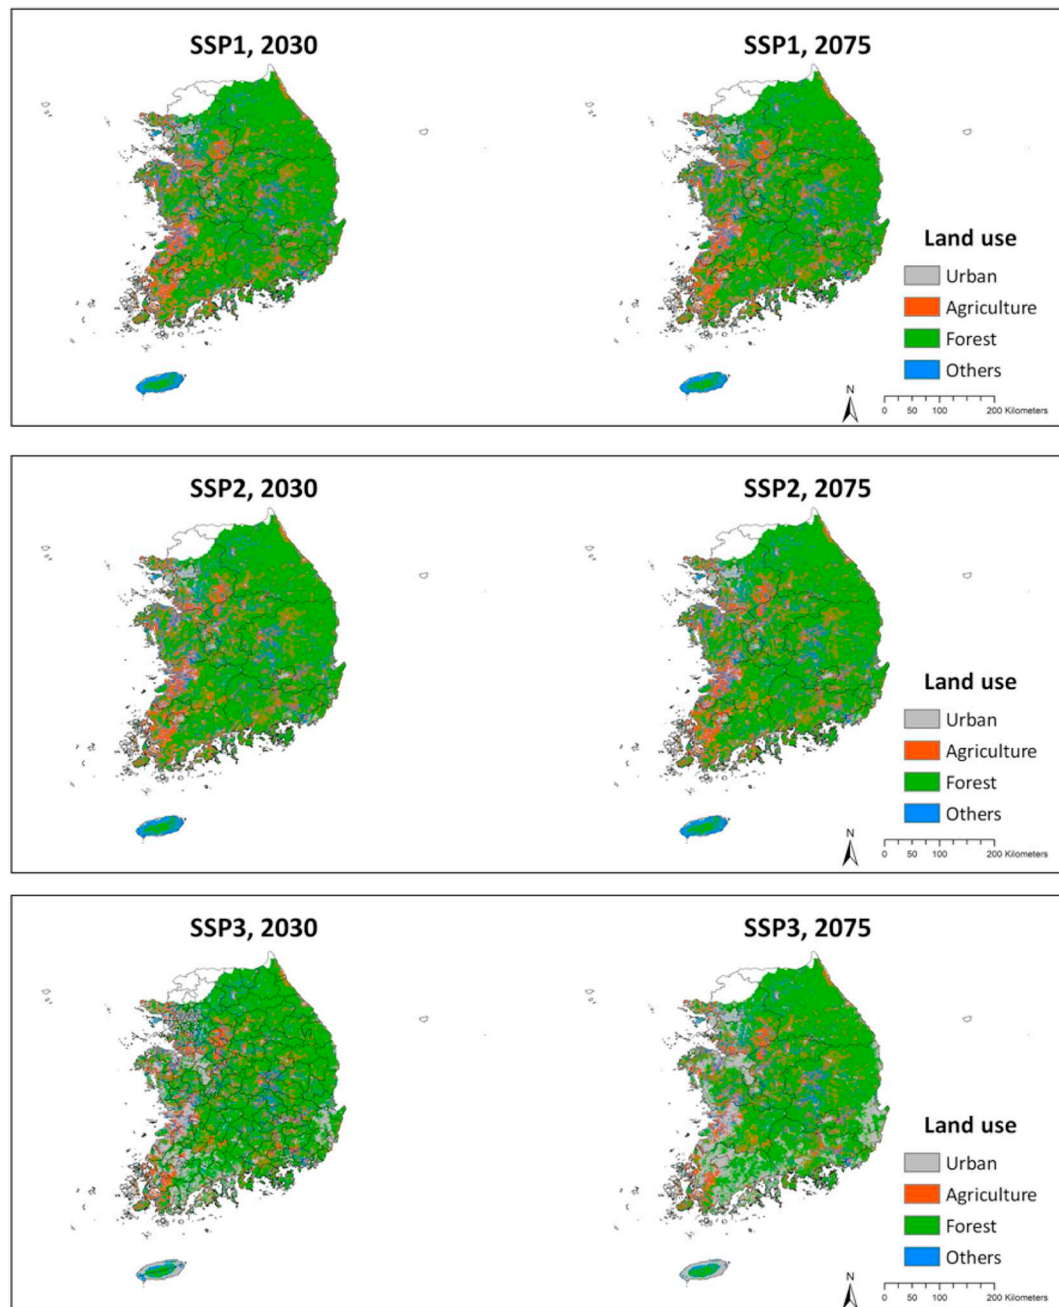 SSP1, 2030
SSP1, 2075
Land use
Urban
Agriculture
Forest
Others
N
0 50 100 200 Kilometers
SSP2, 2030
SSP2, 2075
Land use
Urban
Agriculture
Forest
Others
N
0 50 100 200 Kilometers
SSP3, 2030
SSP3, 2075
Land use
Urban
Agriculture
Forest
Others
N
0 50 100 200 Kilometers